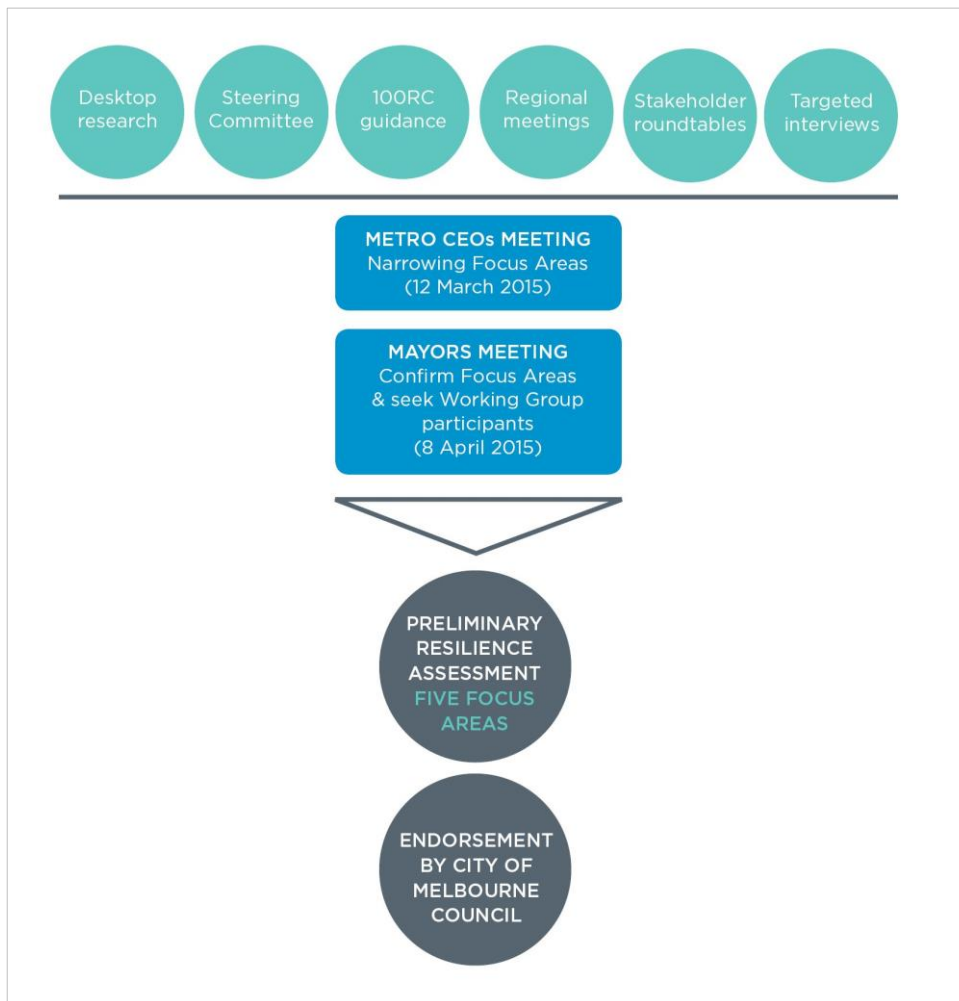 Desktop
research
Steering
Committee
100RC
guidance
Regional
meetings
Stakeholder
roundtables
Targeted
interviews
METRO CEOs MEETING
Narrowing Focus Areas
(12 March 2015)
MAYORS MEETING
Confirm Focus Areas
& seek Working Group
participants
(8 April 2015)
PRELIMINARY
RESILIENCE
ASSESSMENT
FIVE FOCUS
AREAS
ENDORSEMENT
BY CITY OF
MELBOURNE
COUNCIL